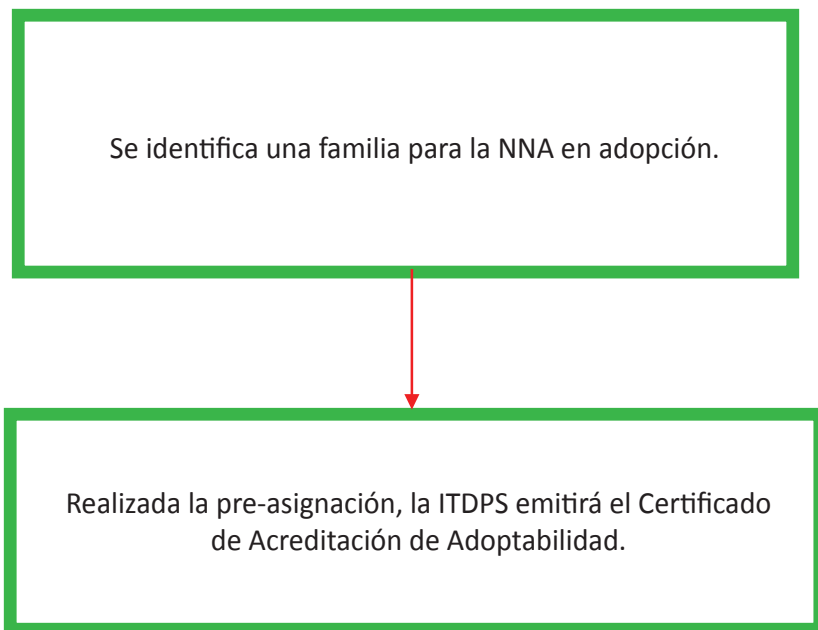 Se identifica una familia para la NNA en adopción.
Realizada la pre-asignación, la ITDPS emitirá el Certificado
de Acreditación de Adoptabilidad.